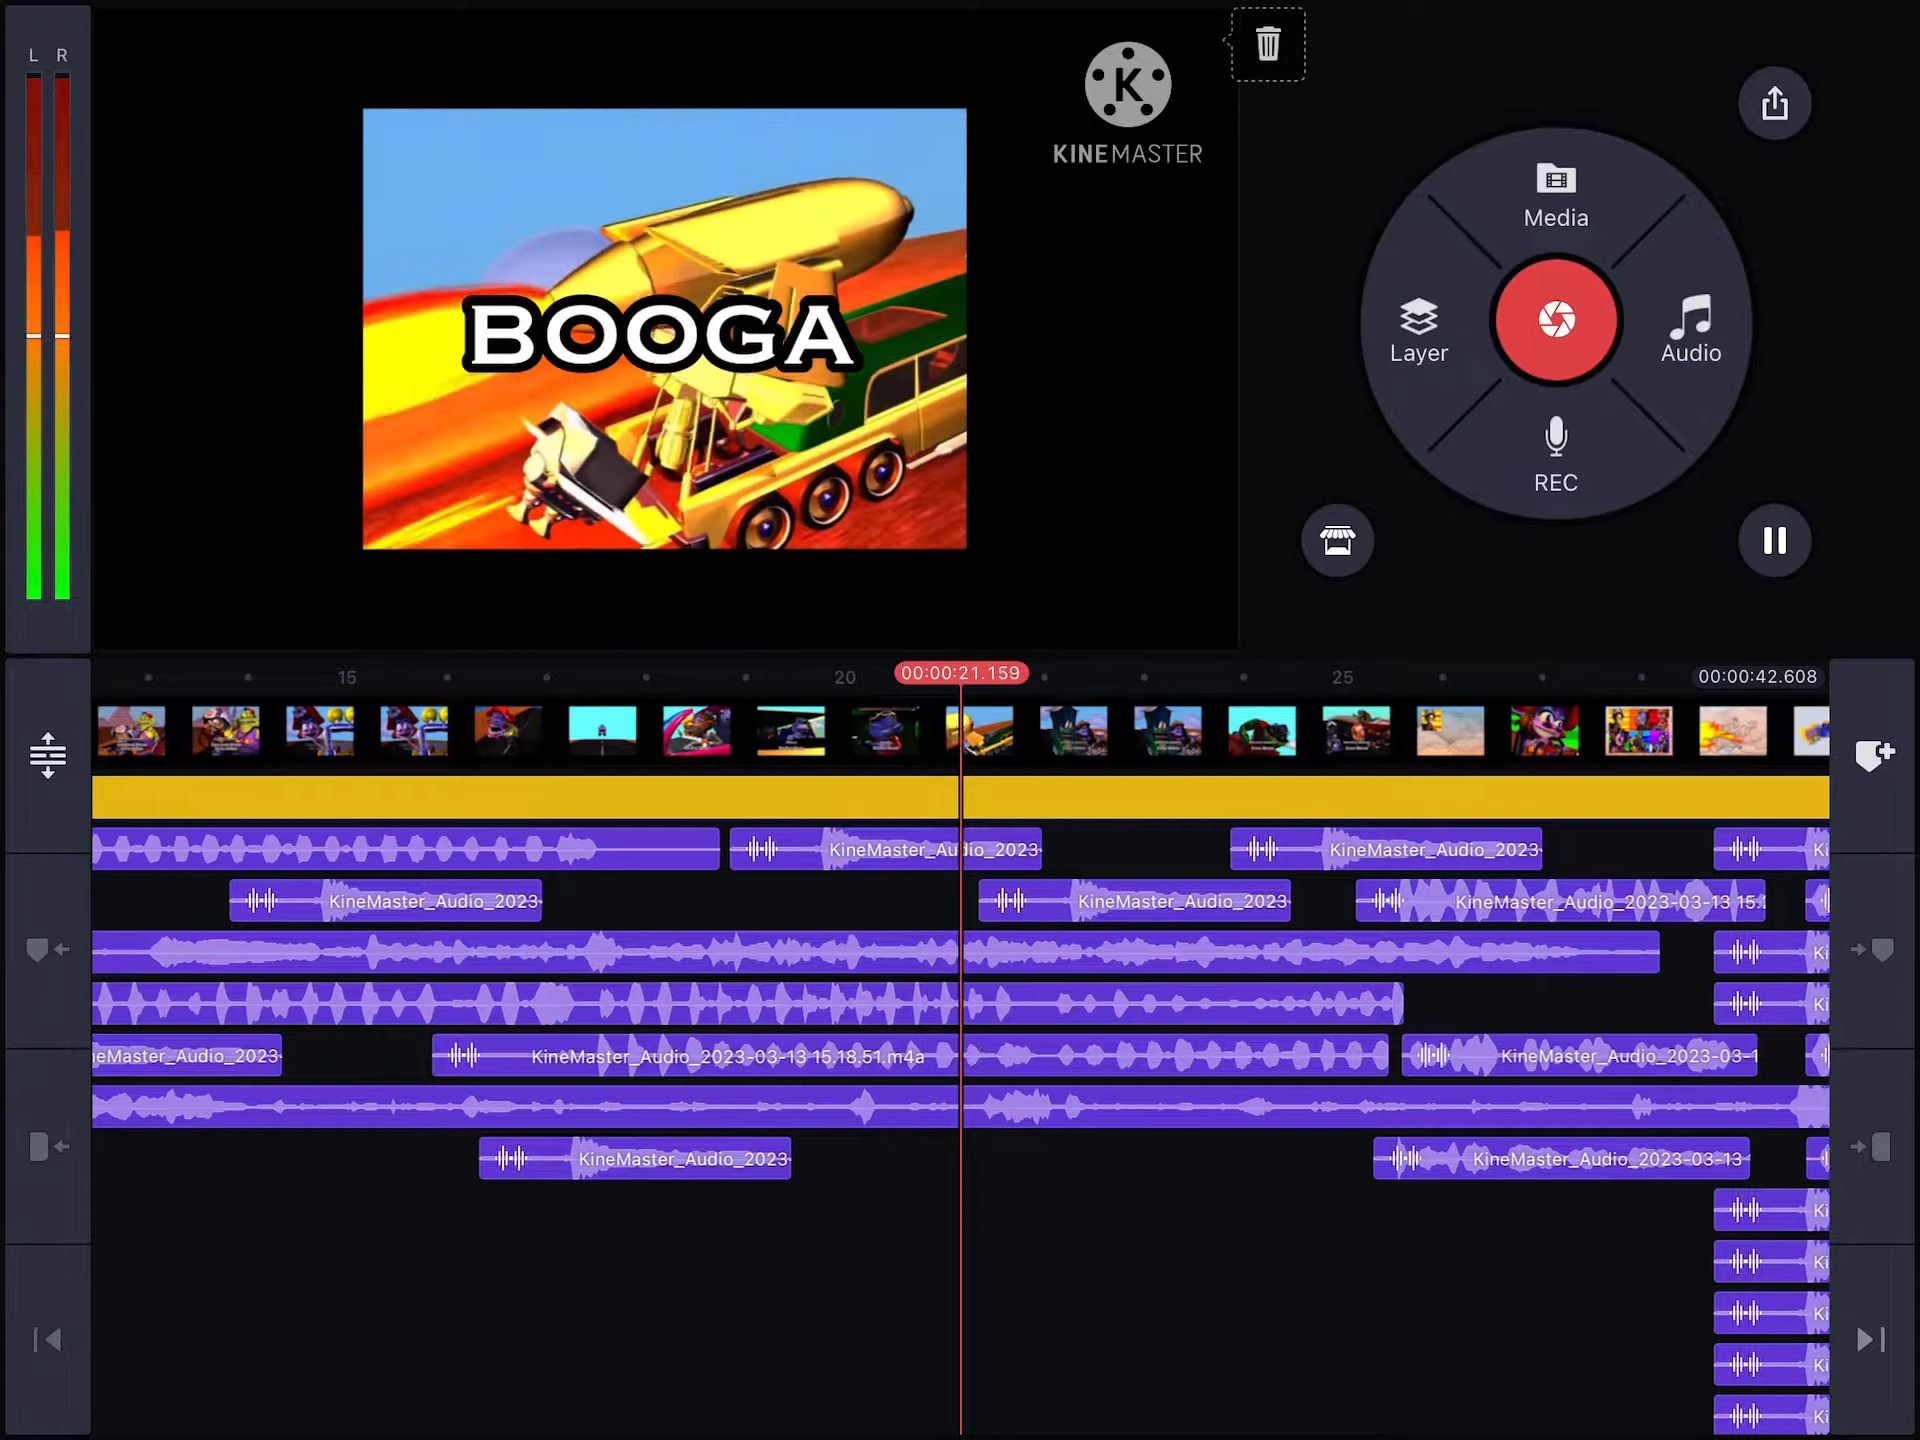 L R
K
KINEMASTER
BOOGA
Media
Layer
Audio
REC
15
20
00:00:21.159
25
00:00:42.608
KineMaster_Audio_2023
KineMaster_Audio_2023
Ki
KineMaster_Audio_2023
KineMaster_Audio_2023
KineMaster_Audio_2023-03-13 15.
Ki
Ki
neMaster_Audio_2023
KineMaster_Audio_2023-03-13 15.18.51.m4a
KineMaster_Audio_2023-03-1
KineMaster_Audio_2023
KineMaster_Audio_2023-03-13
Ki
Ki
Ki
Ki
Ki